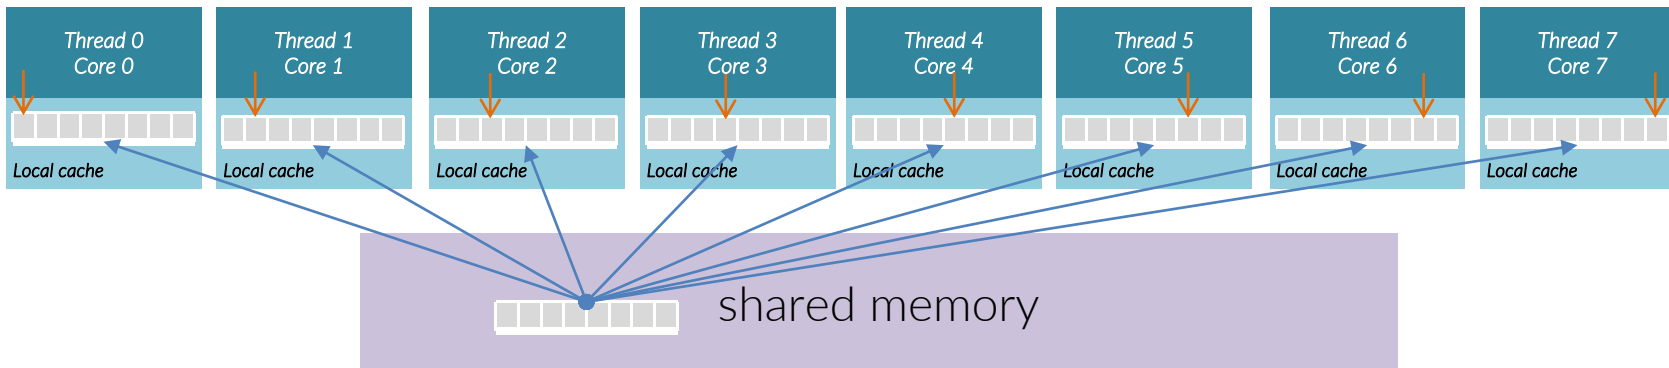 Thread 0
Core 0
Thread 1
Core 1
Thread 2
Core 2
Thread 3
Core 3
Thread 4
Core 4
Thread 5
Core 5
Thread 6
Core 6
Thread 7
Core 7
Local cache
Local cache
Local cache
Local cache
Local cache
Local cache
Local cache
Local cache
shared memory